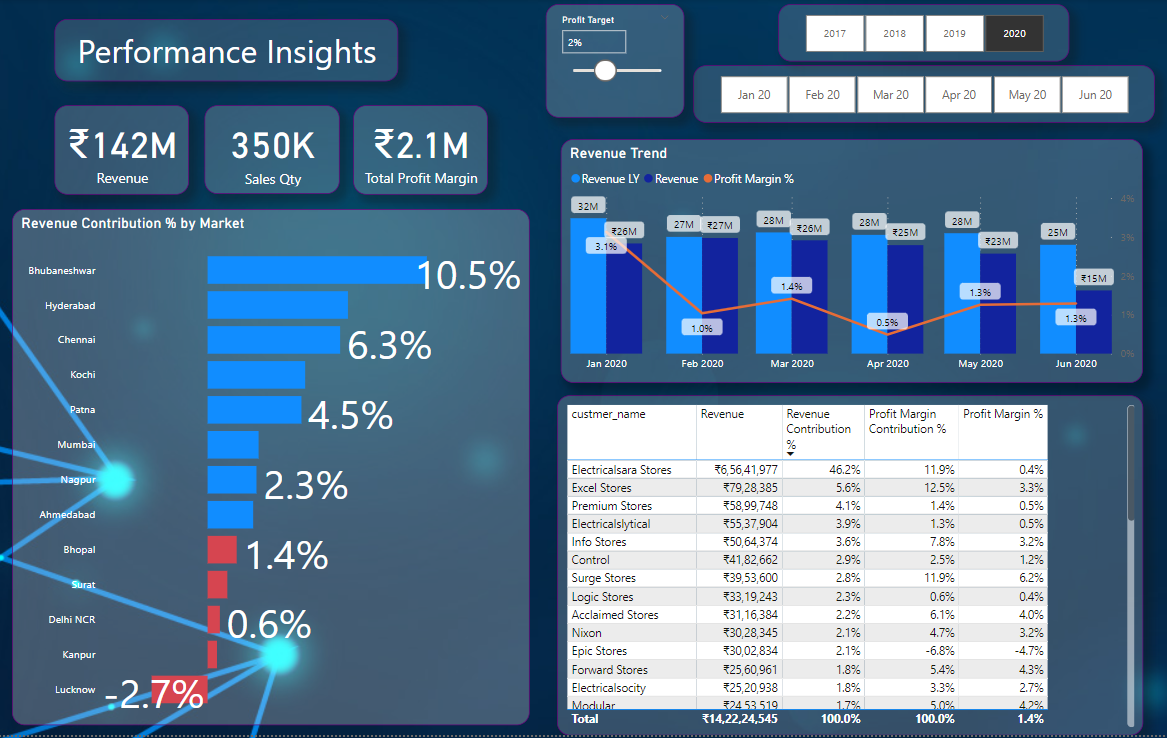 Performance Insights
Profit Target
2%
2017 2018 2019 2020
Jan 20 Feb 20 Mar 20 Apr 20 May 20 Jun 20
₹142M
Revenue
350K
Sales Qty
₹2.1M
Total Profit Margin
Revenue Contribution % by Market
Bhubaneshwar 10.5%
Hyderabad
Chennai 6.3%
Kochi
Patna 4.5%
Mumbai
Nagpur 2.3%
Ahmedabad
Bhopal 1.4%
Surat
Delhi NCR 0.6%
Kanpur
Lucknow -2.7%
Revenue Trend
Revenue LY Revenue Profit Margin %
32M ₹26M 27M ₹27M 28M ₹26M 28M ₹25M 28M ₹23M 25M ₹15M
3.1% 1.0% 1.4% 0.5% 1.3% 1.3%
4%
3%
2%
1%
0%
Jan 2020 Feb 2020 Mar 2020 Apr 2020 May 2020 Jun 2020
custmer_name Revenue Revenue Contribution % Profit Margin Contribution % Profit Margin %
Electricalsara Stores ₹6,56,41,977 46.2% 11.9% 0.4%
Excel Stores ₹79,28,385 5.6% 12.5% 3.3%
Premium Stores ₹58,99,748 4.1% 1.4% 0.5%
Electricalslytical ₹55,37,904 3.9% 1.3% 0.5%
Info Stores ₹50,64,374 3.6% 7.8% 3.2%
Control ₹41,82,662 2.9% 2.5% 1.2%
Surge Stores ₹39,53,600 2.8% 11.9% 6.2%
Logic Stores ₹33,19,243 2.3% 0.6% 0.4%
Acclaimed Stores ₹31,16,384 2.2% 6.1% 4.0%
Nixon ₹30,28,345 2.1% 4.7% 3.2%
Epic Stores ₹30,02,834 2.1% -6.8% -4.7%
Forward Stores ₹25,60,961 1.8% 5.4% 4.3%
Electricalsocity ₹25,20,938 1.8% 3.3% 2.7%
Modular ₹24,53,519 1.7% 5.0% 4.2%
Total ₹14,22,24,545 100.0% 100.0% 1.4%